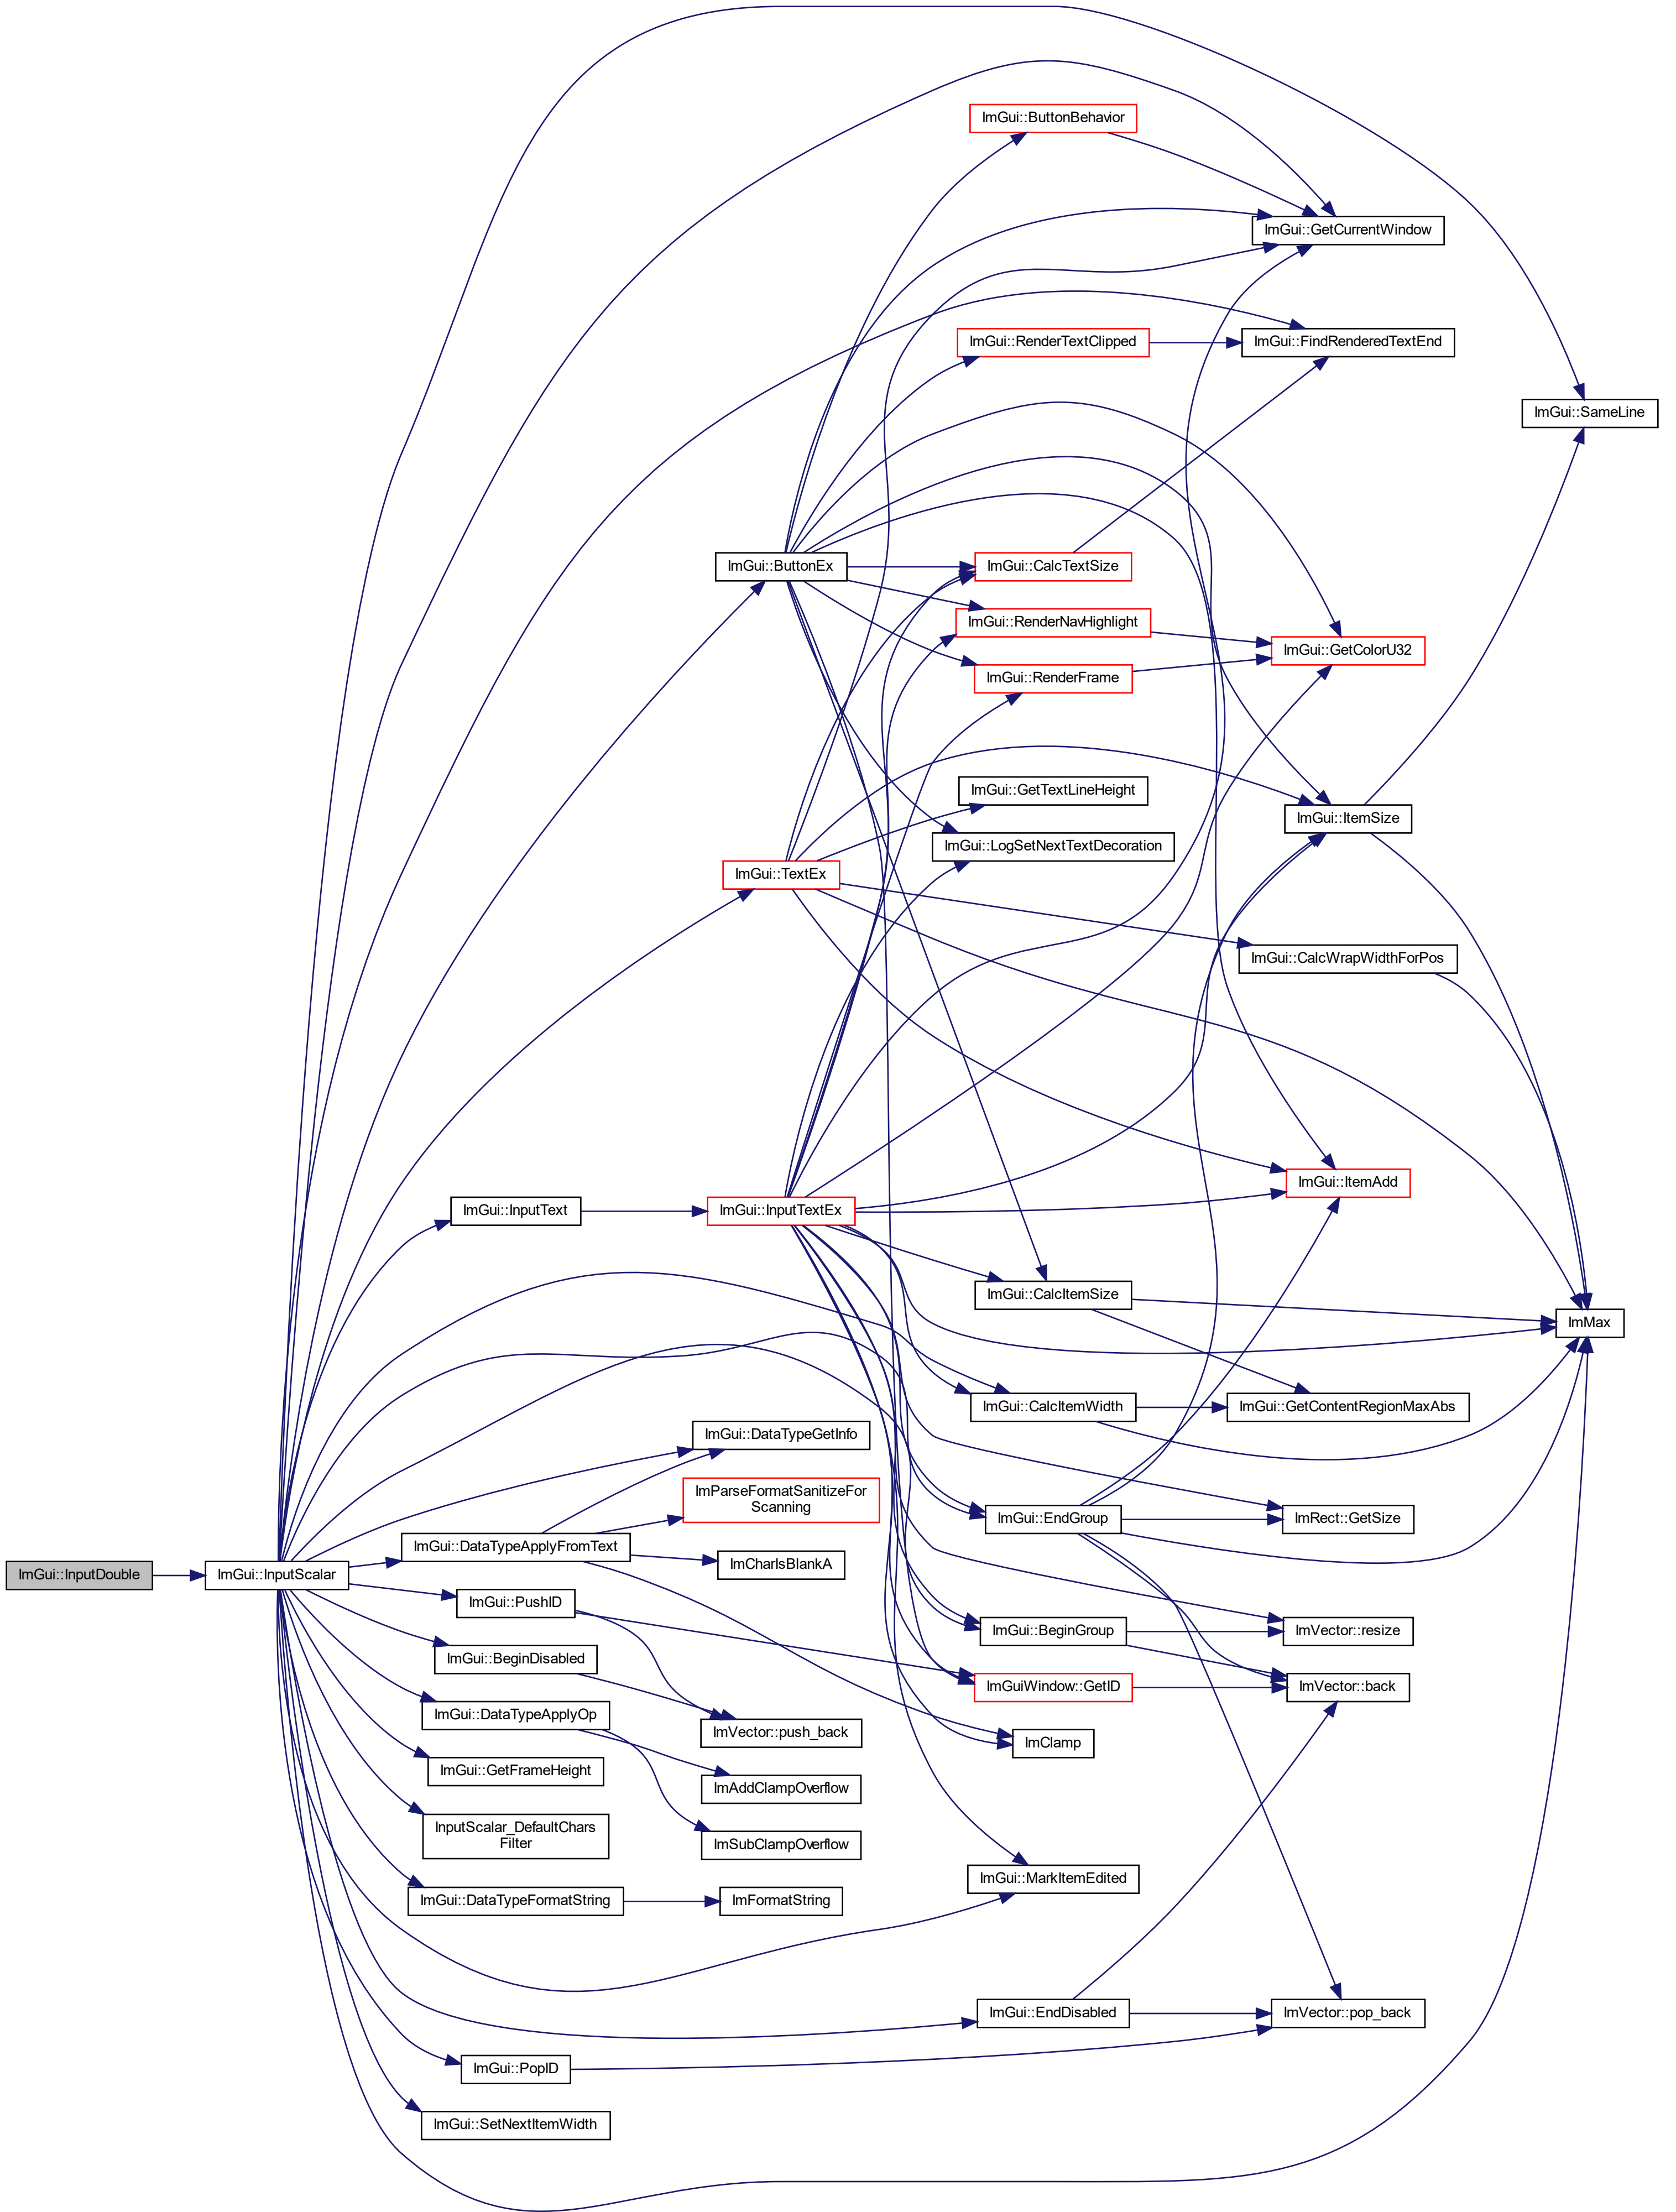 ImGui::ButtonBehavior
ImGui::GetCurrentWindow
ImGui::RenderTextClipped
ImGui::FindRenderedTextEnd
ImGui::SameLine
ImGui::ButtonEx
ImGui::CalcTextSize
ImGui::RenderNavHighlight
ImGui::GetColorU32
ImGui::RenderFrame
ImGui::GetTextLineHeight
ImGui::ItemSize
ImGui::LogSetNextTextDecoration
ImGui::TextEx
ImGui::CalcWrapWidthForPos
ImGui::ItemAdd
ImGui::InputText
ImGui::InputTextEx
ImGui::CalcItemSize
ImMax
ImGui::CalcItemWidth
ImGui::GetContentRegionMaxAbs
ImGui::DataTypeGetInfo
ImParseFormatSanitizeFor
Scanning
ImGui::EndGroup
ImRect::GetSize
ImGui::DataTypeApplyFromText
ImCharIsBlankA
ImGui::InputDouble
ImGui::InputScalar
ImGui::PushID
ImGui::BeginGroup
ImVector::resize
ImGui::BeginDisabled
ImGuiWindow::GetID
ImVector::back
ImGui::DataTypeApplyOp
ImVector::push_back
ImClamp
ImGui::GetFrameHeight
ImAddClampOverflow
InputScalar_DefaultChars
Filter
ImSubClampOverflow
ImGui::MarkItemEdited
ImGui::DataTypeFormatString
ImFormatString
ImGui::EndDisabled
ImVector::pop_back
ImGui::PopID
ImGui::SetNextItemWidth